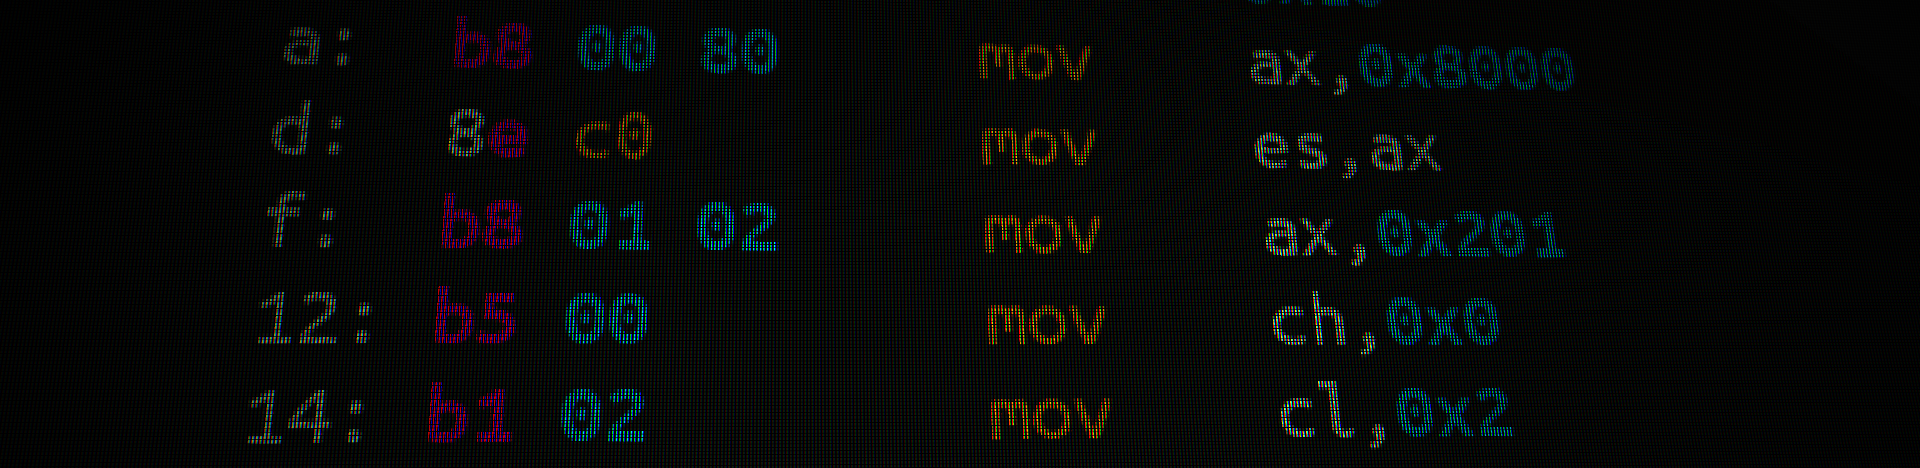 a: b8 00 80 mov ax,0x8000
d: 8e c0 mov es,ax
f: b8 01 02 mov ax,0x201
12: b5 00 mov ch,0x0
14: b1 02 mov cl,0x2